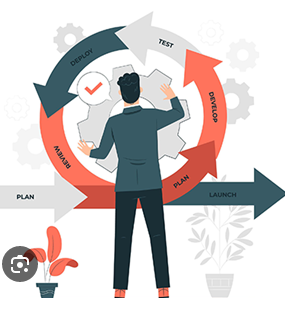 DEPLOY
TEST
DEVELOP
REVIEW
PLAN
PLAN
LAUNCH